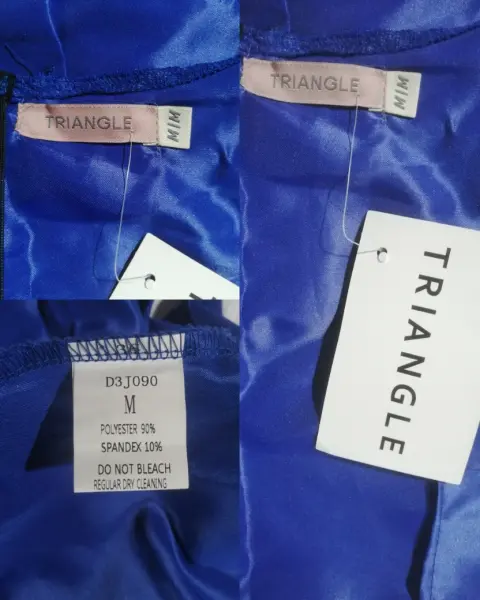 TRIANGLE
M|M
TRIANGLE
M|M
TRIANGLE
D3J090
M
POLYESTER 90%
SPANDEX 10%
DO NOT BLEACH
REGULAR DRY CLEANING